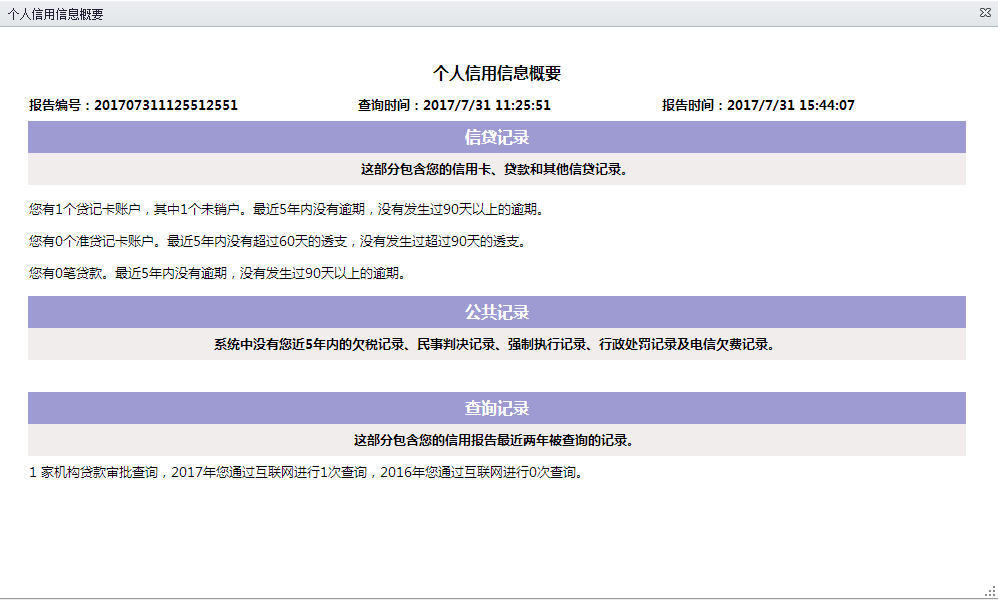 个人信用信息概要
个人信用信息概要
报告编号：201707311125512551 查询时间：2017/7/31 11:25:51 报告时间：2017/7/31 15:44:07
信贷记录
这部分包含您的信用卡、贷款和其他信贷记录。
您有1个贷记卡账户，其中1个未销户。最近5年内没有逾期，没有发生过90天以上的逾期。
您有0个准贷记卡账户。最近5年内没有超过60天的透支，没有发生过超过90天的透支。
您有0笔贷款。最近5年内没有逾期，没有发生过90天以上的逾期。
公共记录
系统中没有您近5年内的欠税记录、民事判决记录、强制执行记录、行政处罚记录及电信欠费记录。
查询记录
这部分包含您的信用报告最近两年被查询的记录。
1 家机构贷款审批查询，2017年您通过互联网进行1次查询，2016年您通过互联网进行0次查询。